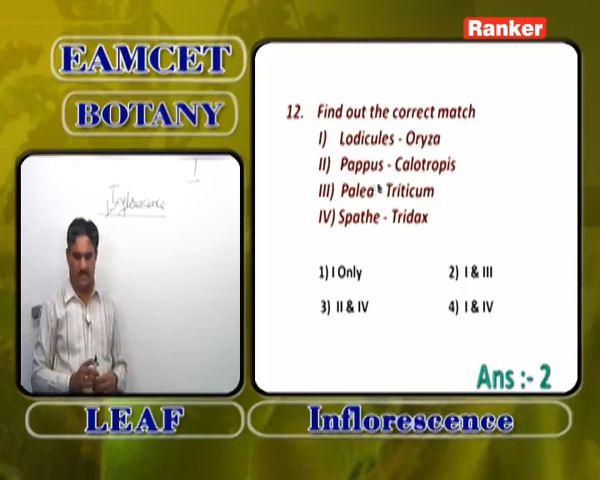 Ranker
EAMCET
BOTANY
12. Find out the correct match
I) Lodicules - Oryza
II) Pappus - Calotropis
III) Palea - Triticum
IV) Spathe - Tridax
1) I Only
2) I & III
3) II & IV
4) I & IV
Ans :- 2
Inflorescence
LEAF
Inflorescence